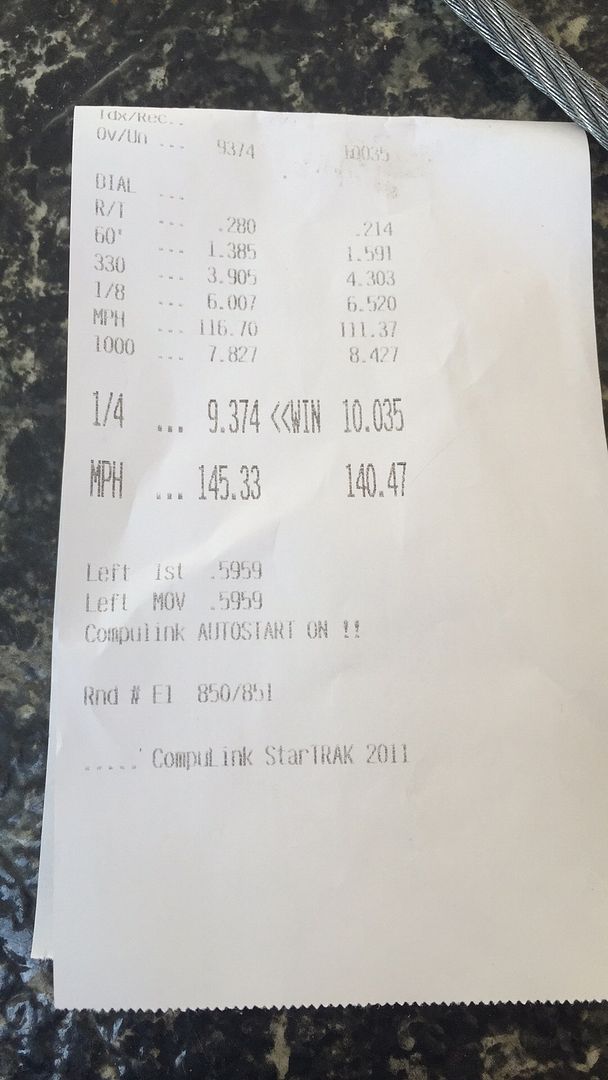 Idx/Rec..
Ov/Un ... 9374 10035
DIAL ...
R/T ... .280 .214
60' ... 1.385 1.591
330 ... 3.905 4.303
1/8 ... 6.007 6.520
MPH ... 116.70 111.37
1000 ... 7.827 8.427
1/4 ... 9.374 <<WIN 10.035
MPH ... 145.33 140.47
Left 1st .5959
Left MOV .5959
Compulink AUTOSTART ON !!
Rnd # E1 850/851
.....' CompuLink StarTRAK 2011